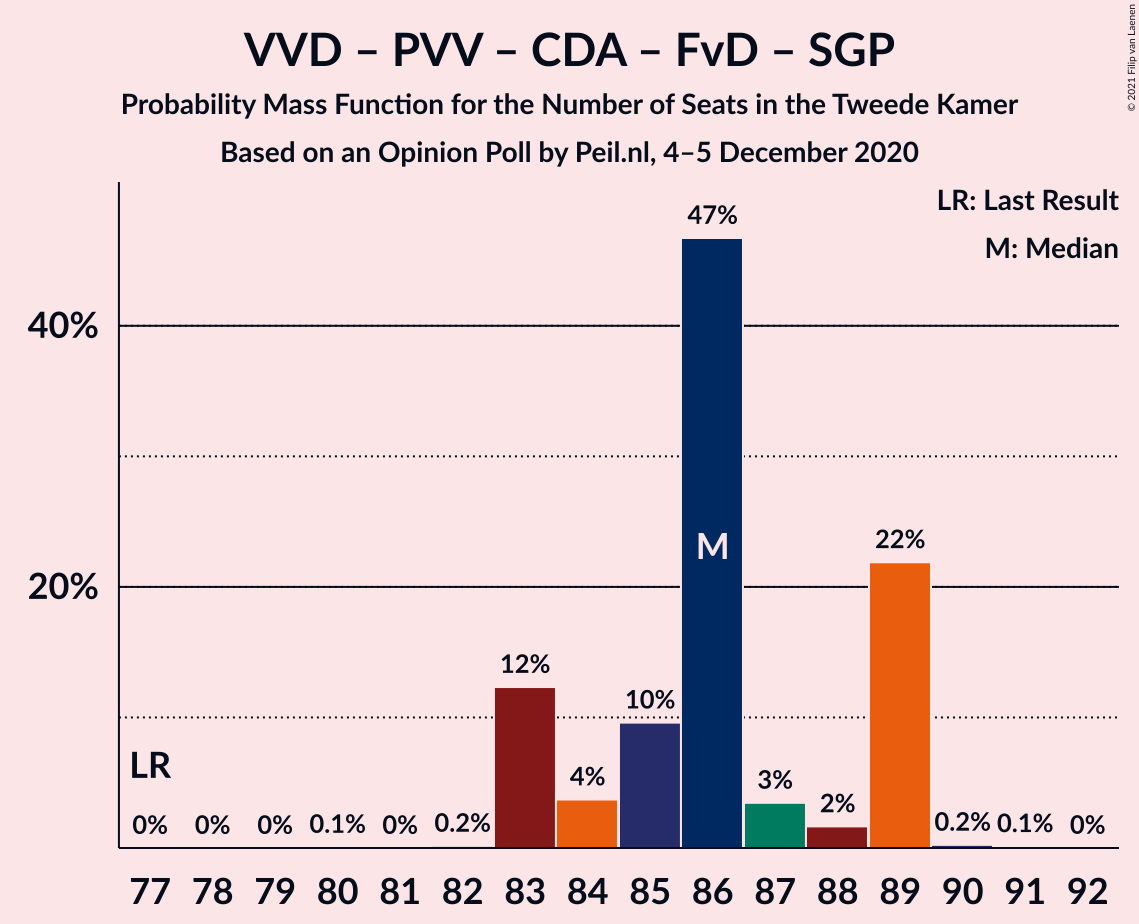 VVD – PVV – CDA – FvD – SGP
Probability Mass Function for the Number of Seats in the Tweede Kamer
Based on an Opinion Poll by Peil.nl, 4–5 December 2020
© 2021 Filip van Laenen
LR: Last Result
M: Median
40%
20%
LR
0%
0%
0%
0.1%
0%
0.2%
12%
4%
10%
47%
M
3%
2%
22%
0.2%
0.1%
0%
77 78 79 80 81 82 83 84 85 86 87 88 89 90 91 92